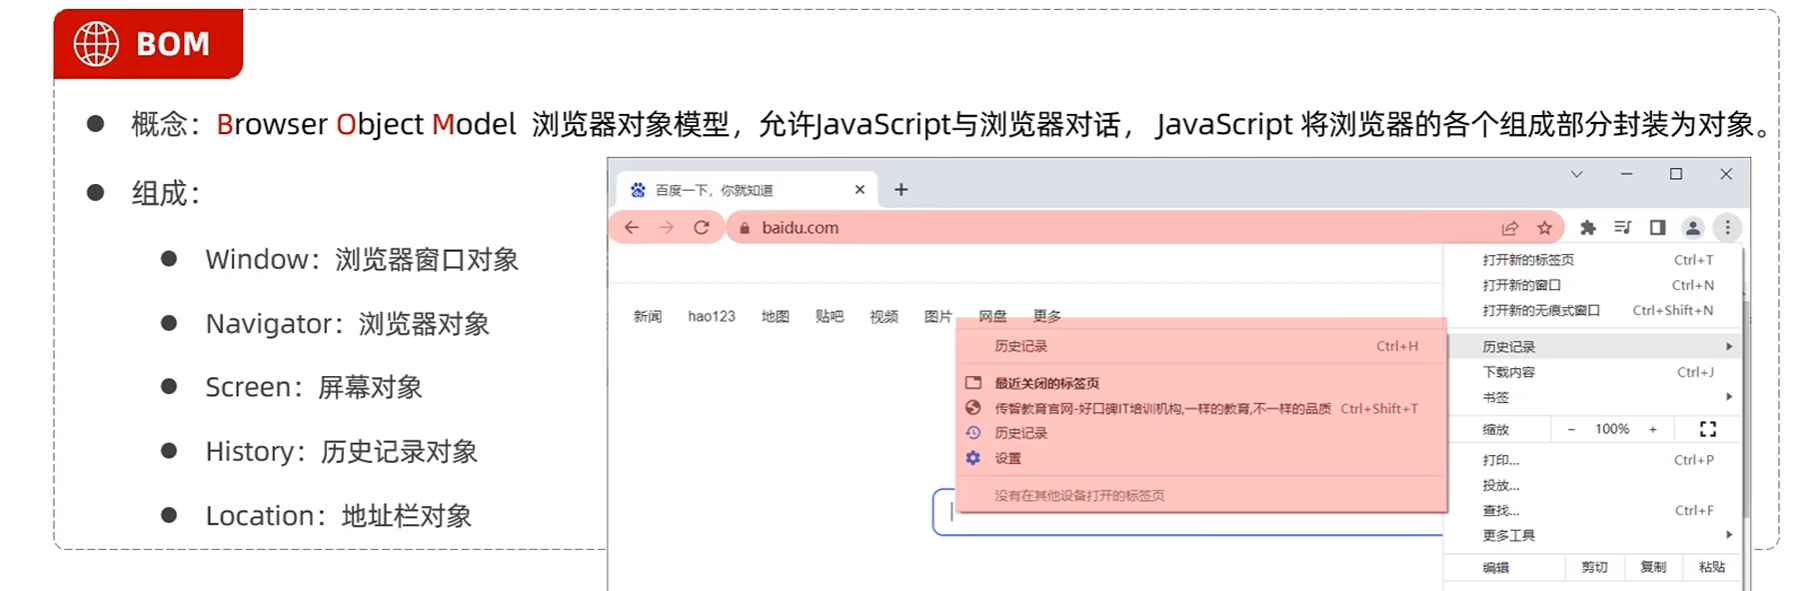 BOM
概念：Browser Object Model 浏览器对象模型，允许JavaScript与浏览器对话， JavaScript 将浏览器的各个组成部分封装为对象。
组成：
Window：浏览器窗口对象
Navigator：浏览器对象
Screen：屏幕对象
History：历史记录对象
Location：地址栏对象
百度一下，你就知道
baidu.com
新闻 hao123 地图 贴吧 视频 图片 网盘 更多
历史记录 Ctrl+H
最近关闭的标签页
传智教育官网-好口碑IT培训机构,一样的教育,不一样的品质 Ctrl+Shift+T
历史记录
设置
没有在其他设备打开的标签页
打开新的标签页 Ctrl+T
打开新的窗口 Ctrl+N
打开新的无痕式窗口 Ctrl+Shift+N
历史记录
下载内容 Ctrl+J
书签
缩放 − 100% +
打印... Ctrl+P
投放...
查找... Ctrl+F
更多工具
编辑 剪切 复制 粘贴